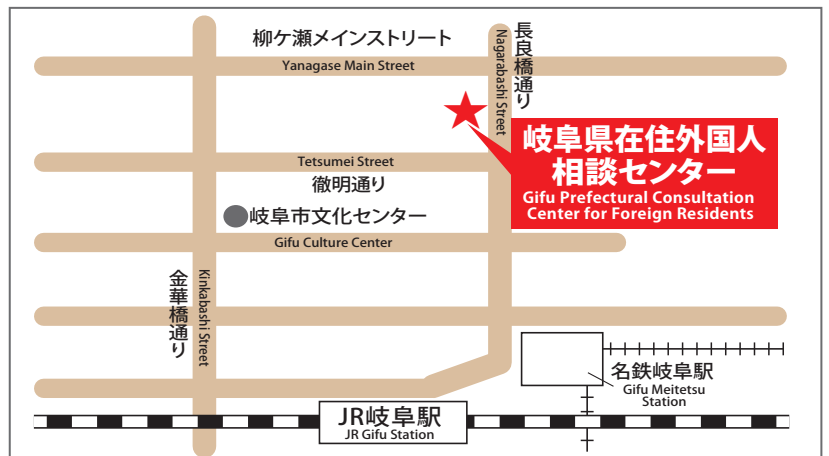 柳ケ瀬メインストリート
Yanagase Main Street
長良橋通り
Nagarabashi Street
岐阜県在住外国人
相談センター
Gifu Prefectural Consultation
Center for Foreign Residents
Tetsumei Street
徹明通り
岐阜市文化センター
Gifu Culture Center
金華橋通り
Kinkabashi Street
名鉄岐阜駅
Gifu Meitetsu
Station
JR岐阜駅
JR Gifu Station